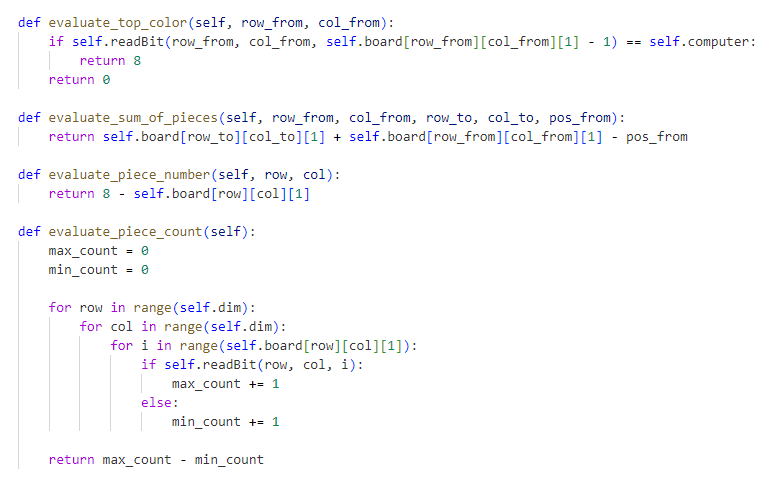 def evaluate_top_color(self, row_from, col_from):
    if self.readBit(row_from, col_from, self.board[row_from][col_from][1] - 1) == self.computer:
        return 8
    return 0

def evaluate_sum_of_pieces(self, row_from, col_from, row_to, col_to, pos_from):
    return self.board[row_to][col_to][1] + self.board[row_from][col_from][1] - pos_from

def evaluate_piece_number(self, row, col):
    return 8 - self.board[row][col][1]

def evaluate_piece_count(self):
    max_count = 0
    min_count = 0

    for row in range(self.dim):
        for col in range(self.dim):
            for i in range(self.board[row][col][1]):
                if self.readBit(row, col, i):
                    max_count += 1
                else:
                    min_count += 1

    return max_count - min_count